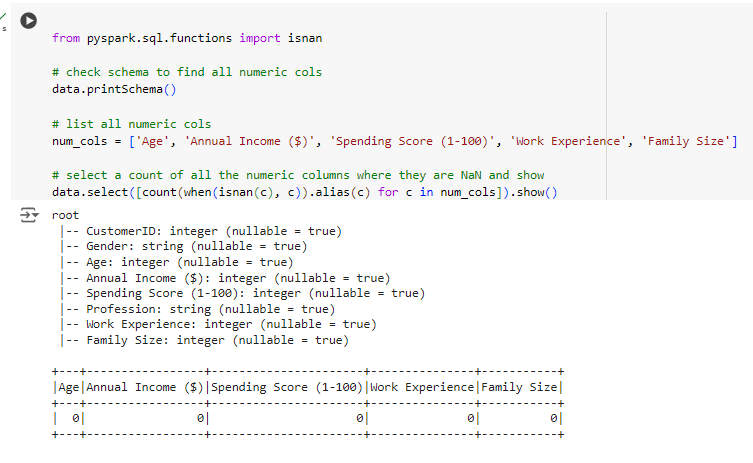 s
from pyspark.sql.functions import isnan
# check schema to find all numeric cols
data.printSchema()
# list all numeric cols
num_cols = ['Age', 'Annual Income ($)', 'Spending Score (1-100)', 'Work Experience', 'Family Size']
# select a count of all the numeric columns where they are NaN and show
data.select([count(when(isnan(c), c)).alias(c) for c in num_cols]).show()
root
 |-- CustomerID: integer (nullable = true)
 |-- Gender: string (nullable = true)
 |-- Age: integer (nullable = true)
 |-- Annual Income ($): integer (nullable = true)
 |-- Spending Score (1-100): integer (nullable = true)
 |-- Profession: string (nullable = true)
 |-- Work Experience: integer (nullable = true)
 |-- Family Size: integer (nullable = true)
+---+-----------------+----------------------+---------------+-----------+
|Age|Annual Income ($)|Spending Score (1-100)|Work Experience|Family Size|
+---+-----------------+----------------------+---------------+-----------+
|  0|                0|                     0|              0|          0|
+---+-----------------+----------------------+---------------+-----------+